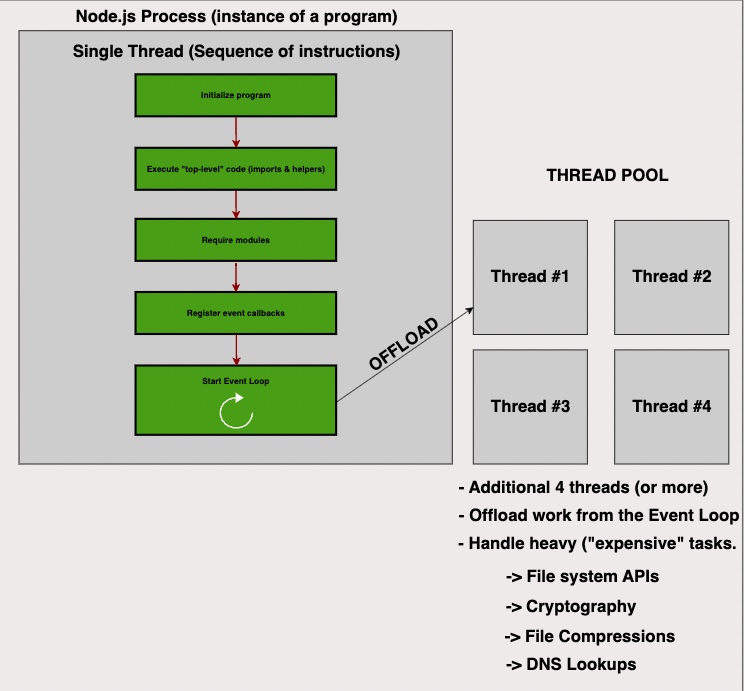 Node.js Process (instance of a program)
Single Thread (Sequence of instructions)
Initialize program
Execute "top-level" code (imports & helpers)
Require modules
Register event callbacks
Start Event Loop
OFFLOAD
THREAD POOL
Thread #1
Thread #2
Thread #3
Thread #4
- Additional 4 threads (or more)
- Offload work from the Event Loop
- Handle heavy ("expensive" tasks.
-> File system APIs
-> Cryptography
-> File Compressions
-> DNS Lookups